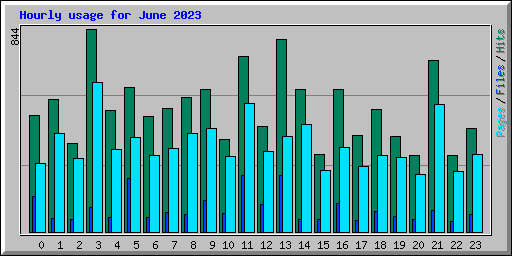 Hourly usage for June 2023
844
Pages/Files/Hits
0 1 2 3 4 5 6 7 8 9 10 11 12 13 14 15 16 17 18 19 20 21 22 23